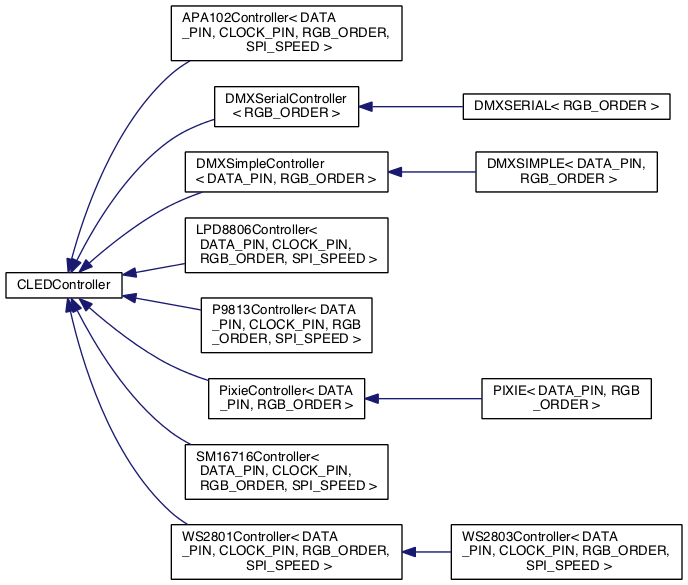 APA102Controller< DATA
_PIN, CLOCK_PIN, RGB_ORDER,
SPI_SPEED >
DMXSerialController
< RGB_ORDER >
DMXSERIAL< RGB_ORDER >
DMXSimpleController
< DATA_PIN, RGB_ORDER >
DMXSIMPLE< DATA_PIN,
RGB_ORDER >
LPD8806Controller<
DATA_PIN, CLOCK_PIN,
RGB_ORDER, SPI_SPEED >
CLEDController
P9813Controller< DATA
_PIN, CLOCK_PIN, RGB
_ORDER, SPI_SPEED >
PixieController< DATA
_PIN, RGB_ORDER >
PIXIE< DATA_PIN, RGB
_ORDER >
SM16716Controller<
DATA_PIN, CLOCK_PIN,
RGB_ORDER, SPI_SPEED >
WS2801Controller< DATA
_PIN, CLOCK_PIN, RGB_ORDER,
SPI_SPEED >
WS2803Controller< DATA
_PIN, CLOCK_PIN, RGB_ORDER,
SPI_SPEED >